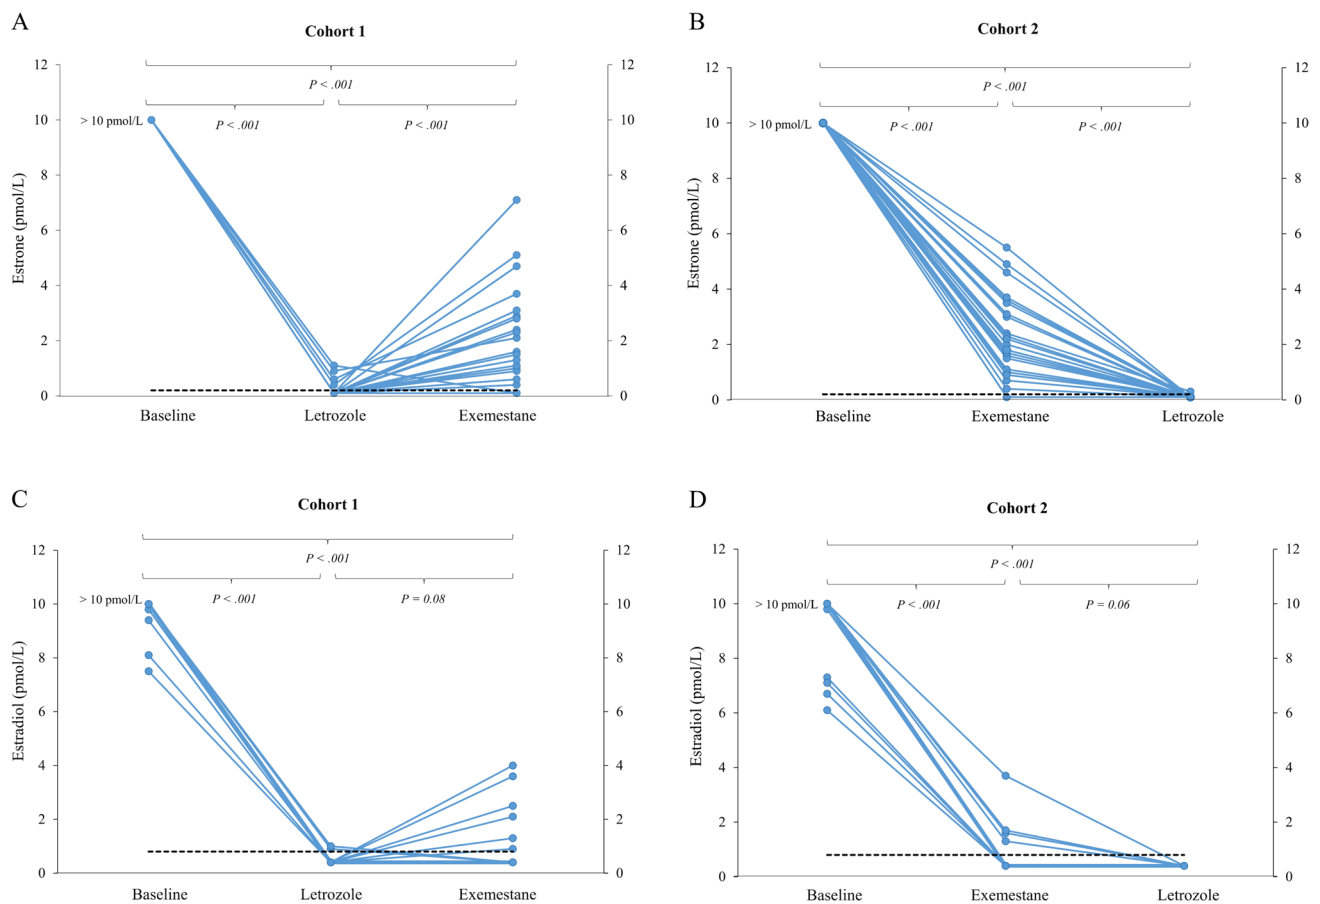 A
Cohort 1
P < .001
P < .001
P < .001
> 10 pmol/L
Estrone (pmol/L)
12
10
8
6
4
2
0
12
10
8
6
4
2
0
Baseline
Letrozole
Exemestane
B
Cohort 2
P < .001
P < .001
P < .001
> 10 pmol/L
Estrone (pmol/L)
12
10
8
6
4
2
0
12
10
8
6
4
2
0
Baseline
Exemestane
Letrozole
C
Cohort 1
P < .001
P < .001
P = 0.08
> 10 pmol/L
Estradiol (pmol/L)
12
10
8
6
4
2
0
12
10
8
6
4
2
0
Baseline
Letrozole
Exemestane
D
Cohort 2
P < .001
P < .001
P = 0.06
> 10 pmol/L
Estradiol (pmol/L)
12
10
8
6
4
2
0
12
10
8
6
4
2
0
Baseline
Exemestane
Letrozole